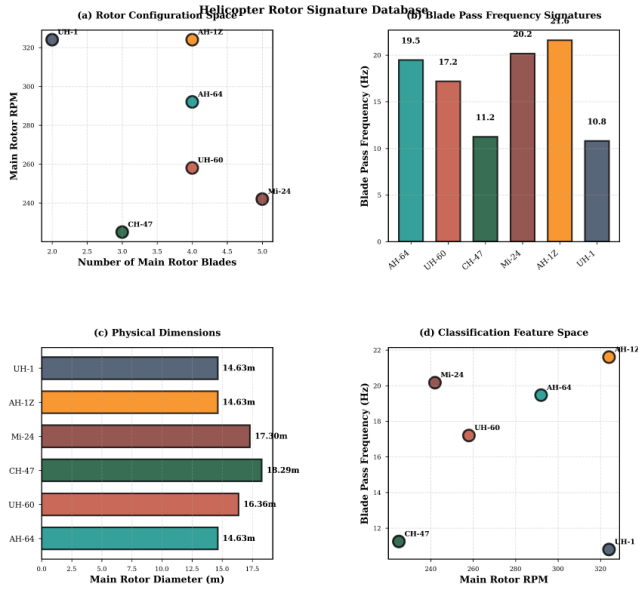 Helicopter Rotor Signature Database
(a) Rotor Configuration Space
UH-1
AH-1Z
AH-64
UH-60
Mi-24
CH-47
Main Rotor RPM
320
300
280
260
240
2.0 2.5 3.0 3.5 4.0 4.5 5.0
Number of Main Rotor Blades
(b) Blade Pass Frequency Signatures
Blade Pass Frequency (Hz)
20
15
10
5
0
19.5
17.2
11.2
20.2
21.6
10.8
AH-64
UH-60
CH-47
Mi-24
AH-1Z
UH-1
(c) Physical Dimensions
UH-1 14.63m
AH-1Z 14.63m
Mi-24 17.30m
CH-47 18.29m
UH-60 16.36m
AH-64 14.63m
0.0 2.5 5.0 7.5 10.0 12.5 15.0 17.5
Main Rotor Diameter (m)
(d) Classification Feature Space
Blade Pass Frequency (Hz)
22
20
18
16
14
12
AH-1Z
Mi-24
AH-64
UH-60
CH-47
UH-1
240 260 280 300 320
Main Rotor RPM